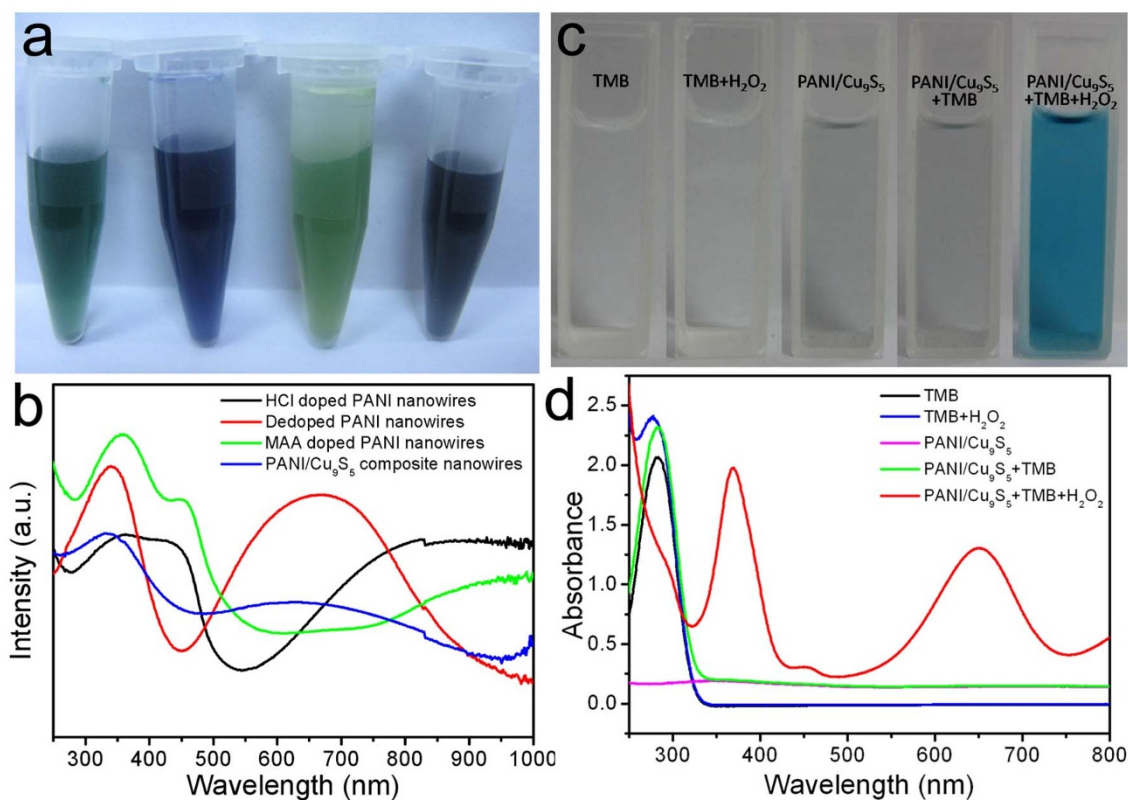 a
c
TMB
TMB+H₂O₂
PANI/Cu₉S₅
PANI/Cu₉S₅
+TMB
PANI/Cu₉S₅
+TMB+H₂O₂
b
HCl doped PANI nanowires
Dedoped PANI nanowires
MAA doped PANI nanowires
PANI/Cu₉S₅ composite nanowires
Intensity (a.u.)
300 400 500 600 700 800 900 1000
Wavelength (nm)
d
TMB
TMB+H₂O₂
PANI/Cu₉S₅
PANI/Cu₉S₅+TMB
PANI/Cu₉S₅+TMB+H₂O₂
Absorbance
2.5
2.0
1.5
1.0
0.5
0.0
300 400 500 600 700 800
Wavelength (nm)